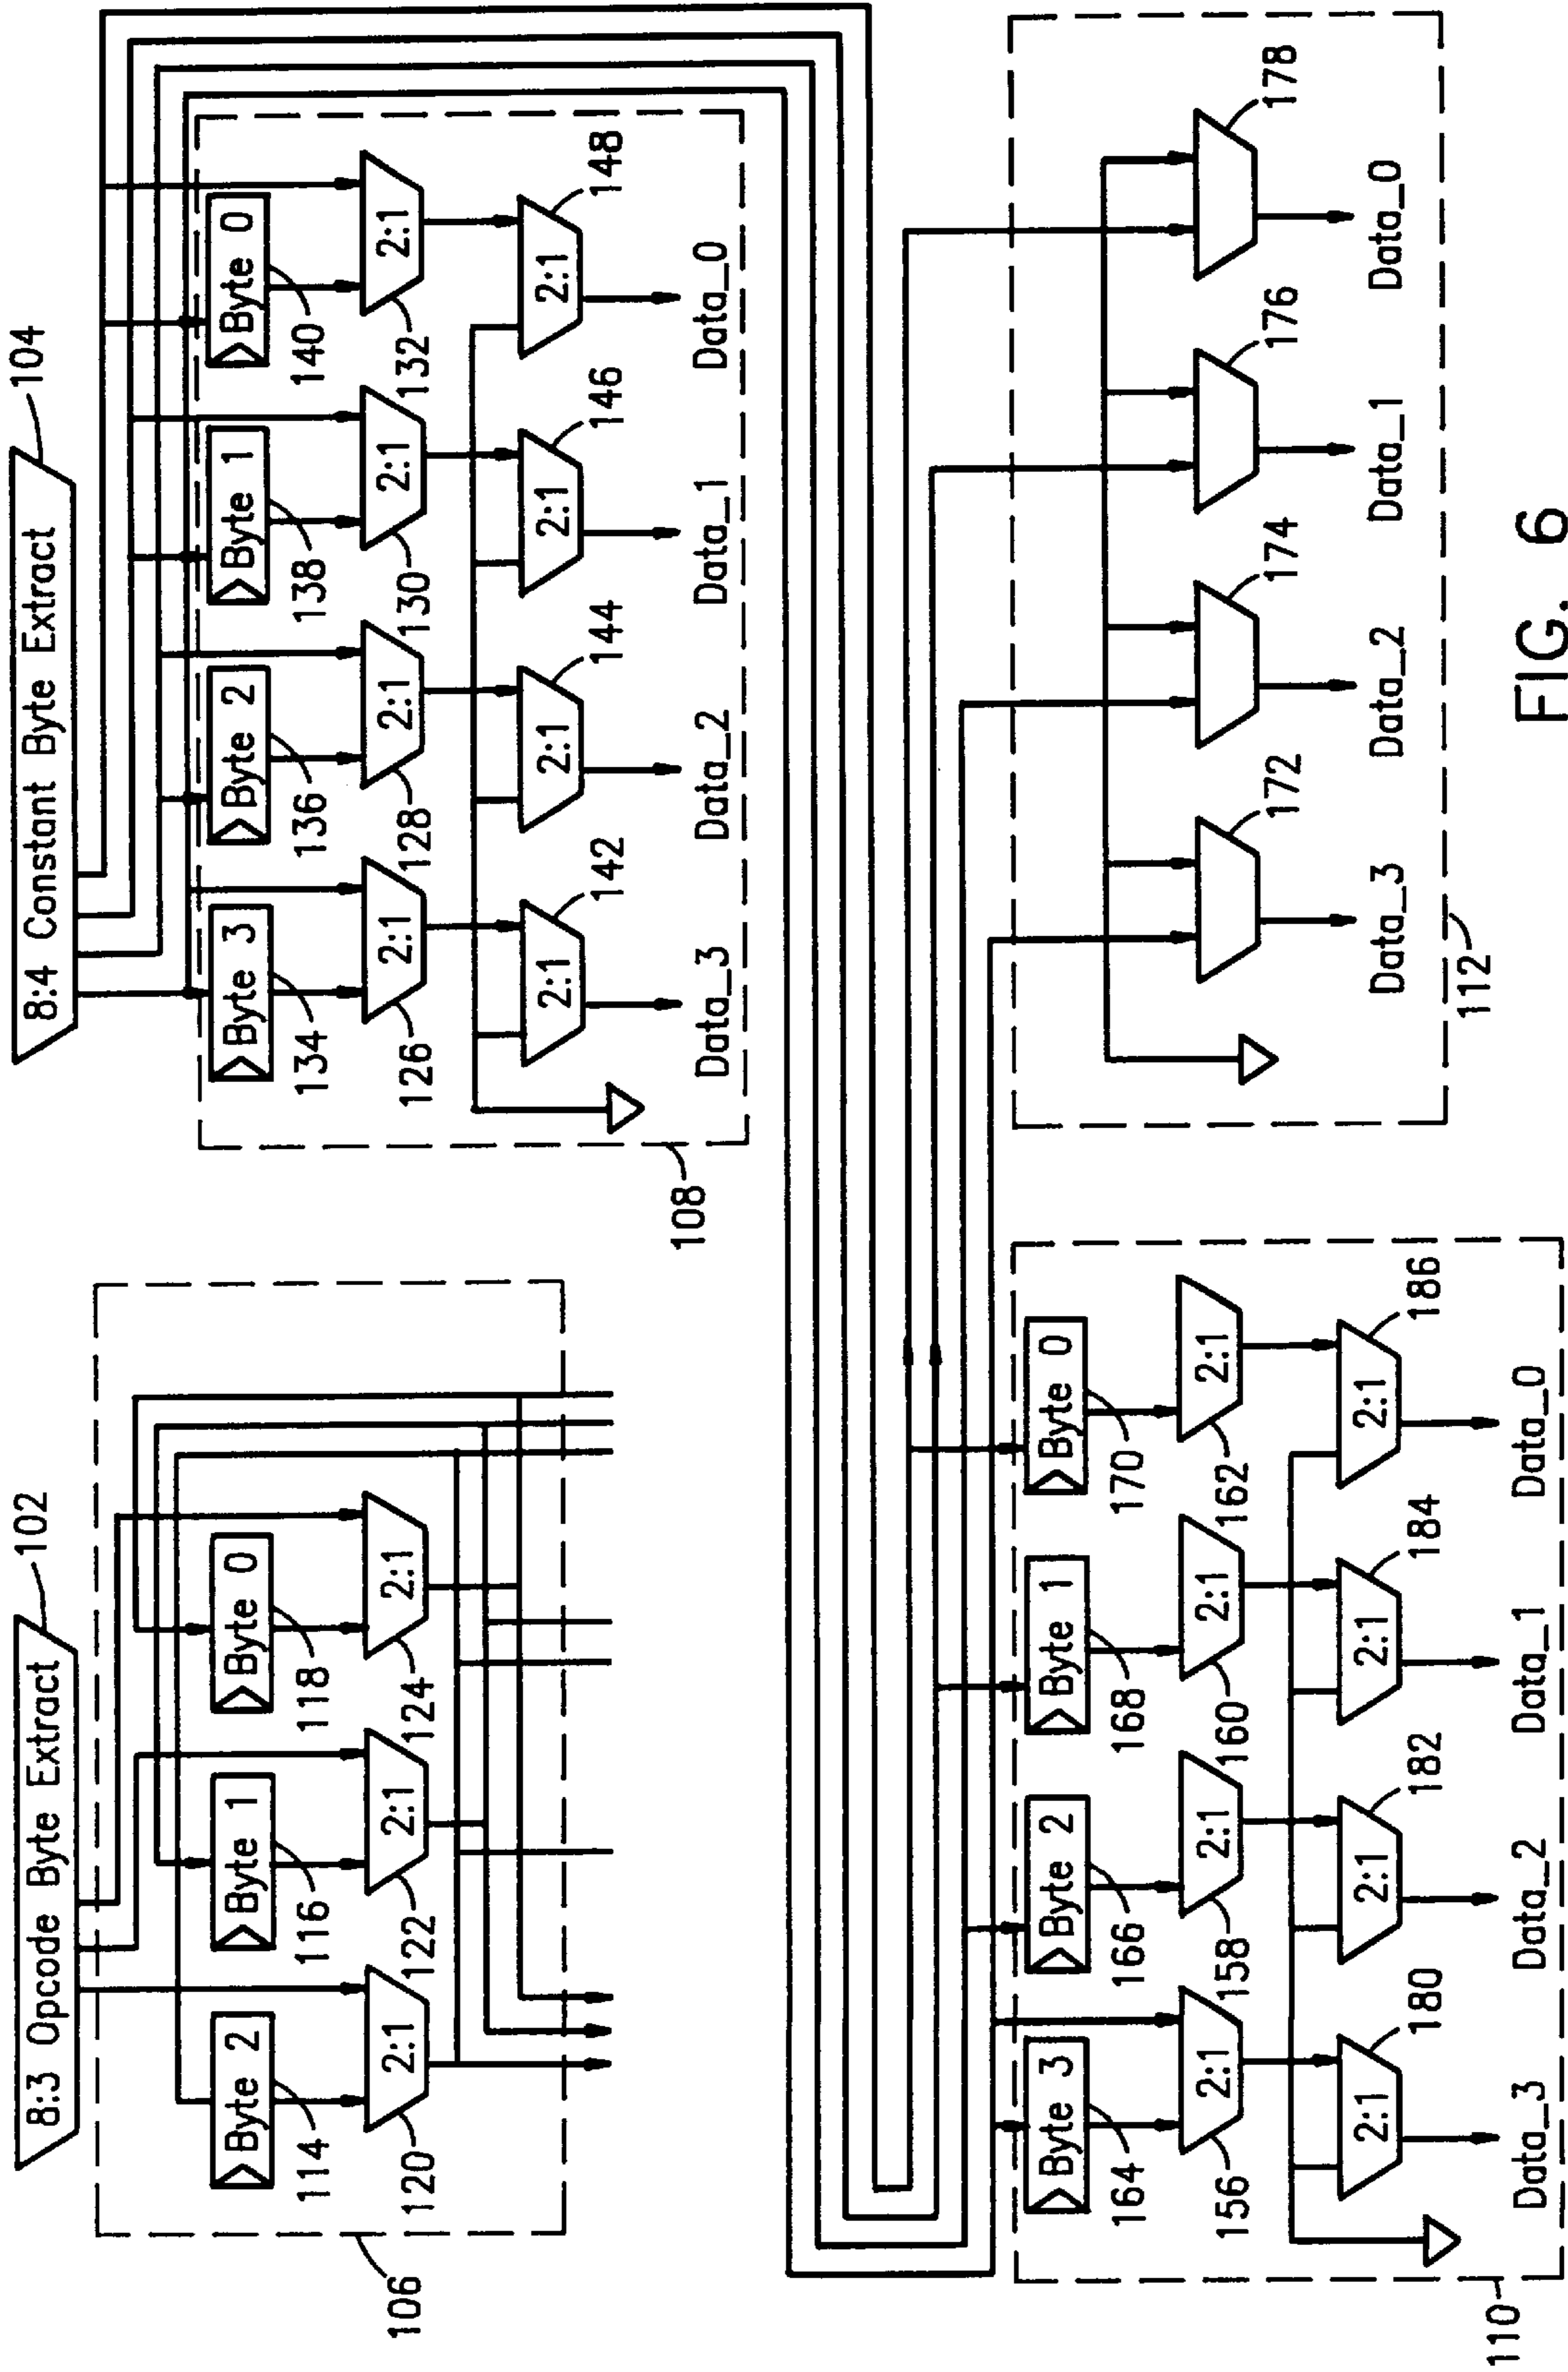 8:3 Opcode Byte Extract
102
8:4 Constant Byte Extract
104
Byte 2
Byte 1
Byte 0
114
116
118
2:1
2:1
2:1
120
122
124
106
Byte 3
Byte 2
Byte 1
Byte 0
134
136
138
140
2:1
2:1
2:1
2:1
126
128
130
132
2:1
2:1
2:1
2:1
142
144
146
148
Data_3
Data_2
Data_1
Data_0
108
Byte 3
Byte 2
Byte 1
Byte 0
164
166
168
170
2:1
2:1
2:1
2:1
156
158
160
162
2:1
2:1
2:1
2:1
180
182
184
186
Data_3
Data_2
Data_1
Data_0
110
172
174
176
178
Data_3
Data_2
Data_1
Data_0
112
FIG. 6